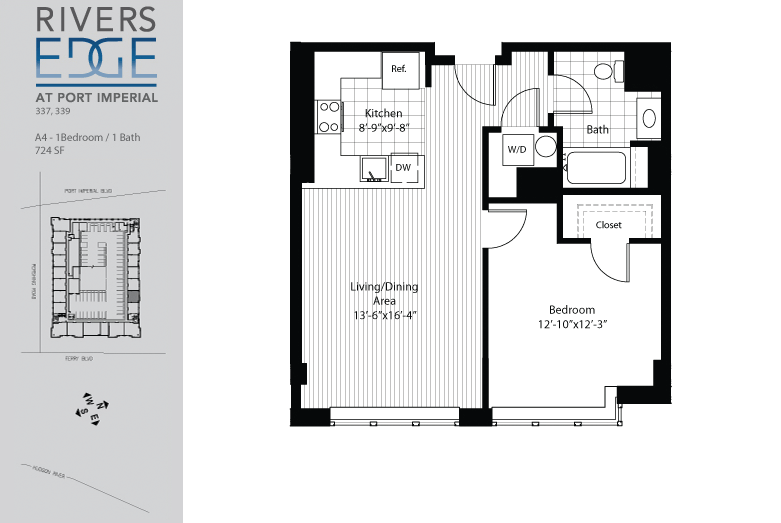 RIVERS
EDGE
AT PORT IMPERIAL
337, 339
A4 - 1Bedroom / 1 Bath
724 SF
PORT IMPERIAL BLVD
PERSHING ROAD
FERRY BLVD
W
N
S
E
HUDSON RIVER
Ref.
Kitchen
8'-9"x9'-8"
DW
W/D
Bath
Closet
Living/Dining
Area
13'-6"x16'-4"
Bedroom
12'-10"x12'-3"